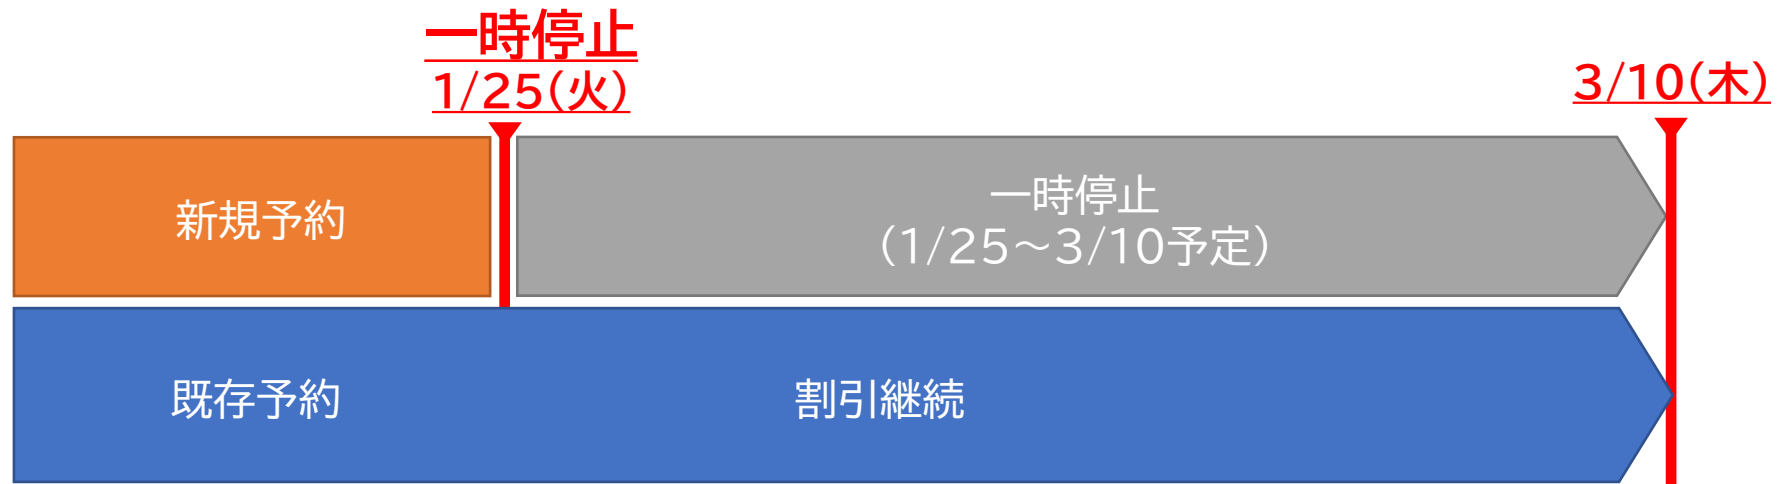 一時停止
1/25(火)
3/10(木)
新規予約
一時停止
(1/25～3/10予定)
既存予約
割引継続